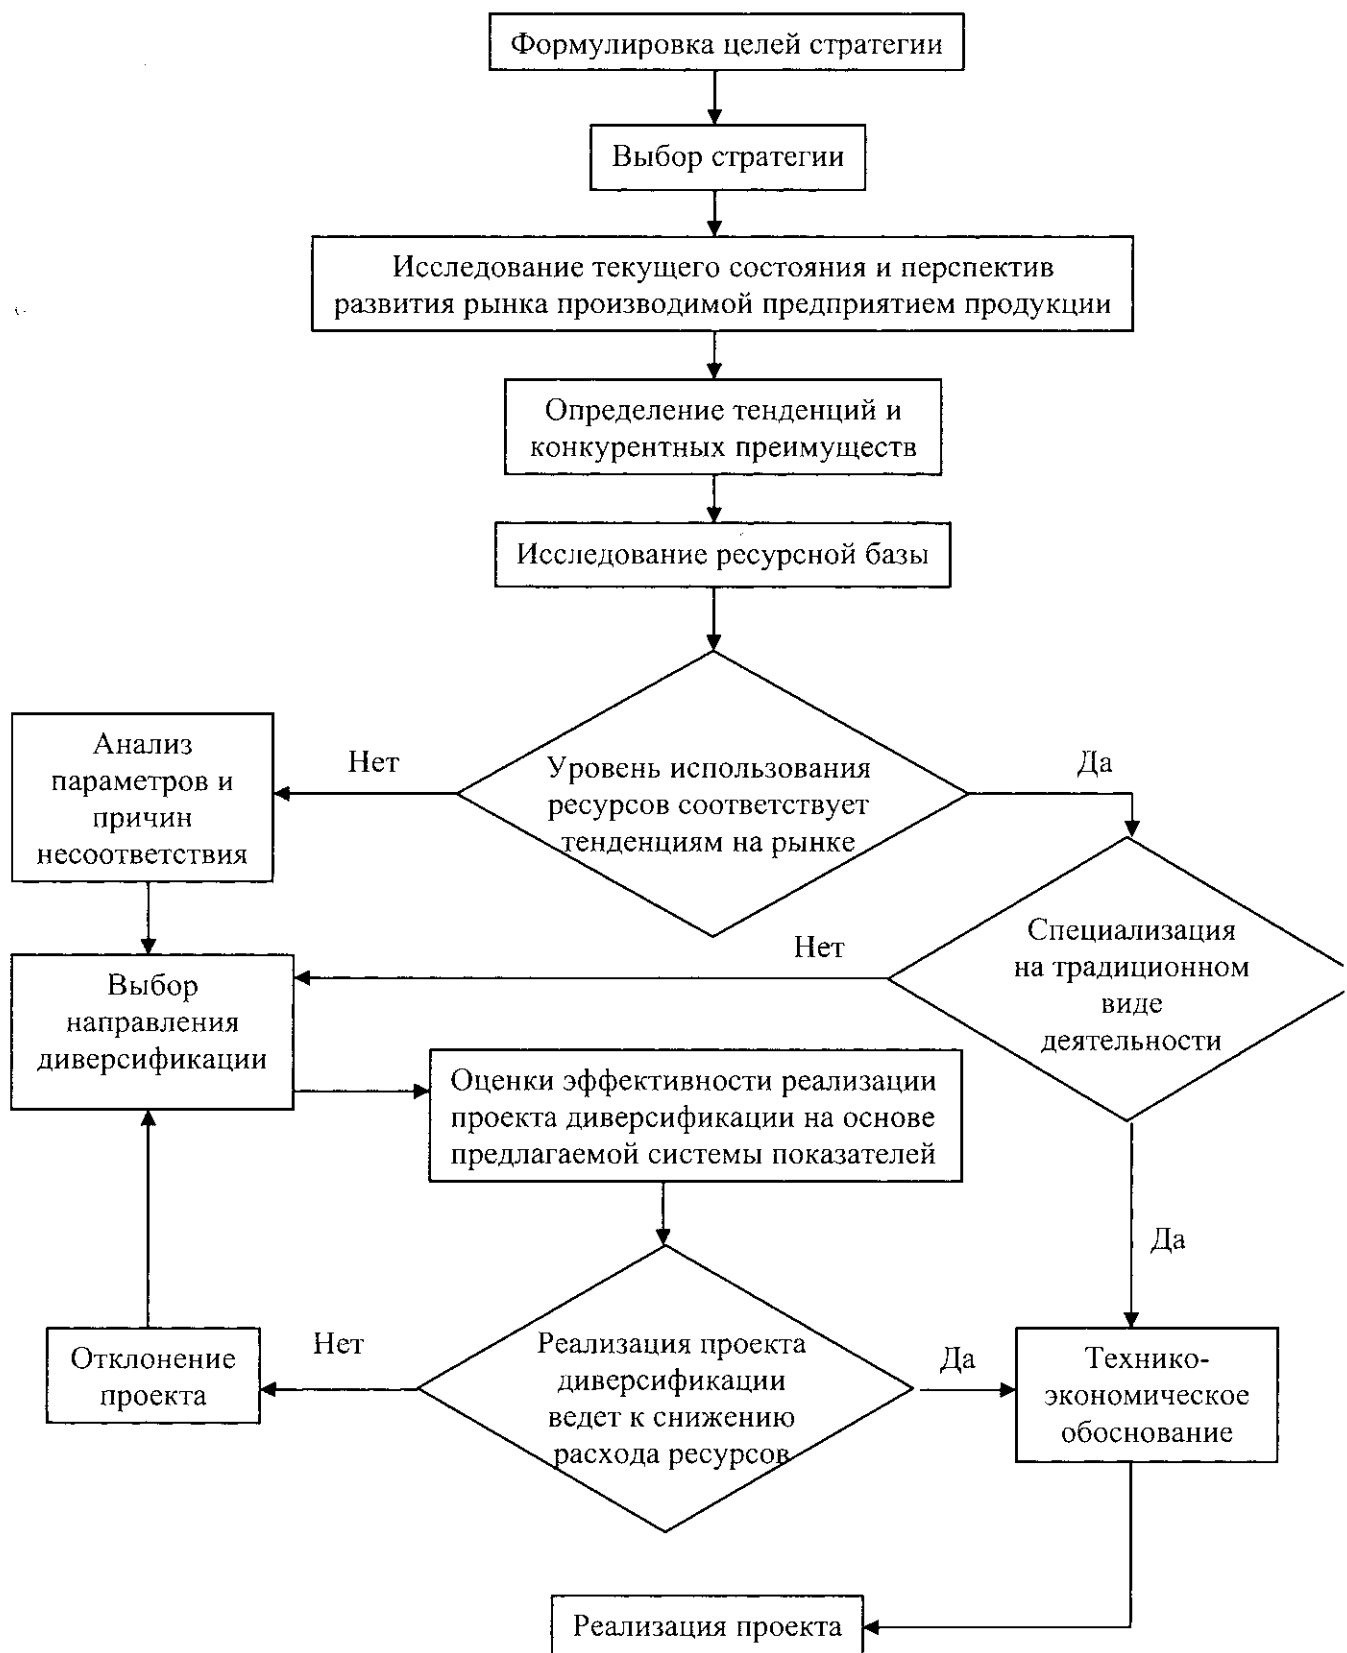 Формулировка целей стратегии
Выбор стратегии
Исследование текущего состояния и перспектив
развития рынка производимой предприятием продукции
Определение тенденций и
конкурентных преимуществ
Исследование ресурсной базы
Анализ
параметров и
причин
несоответствия
Нет
Уровень использования
ресурсов соответствует
тенденциям на рынке
Да
Нет
Специализация
на традиционном
виде
деятельности
Выбор
направления
диверсификации
Оценки эффективности реализации
проекта диверсификации на основе
предлагаемой системы показателей
Да
Отклонение
проекта
Нет
Реализация проекта
диверсификации
ведет к снижению
расхода ресурсов
Да
Технико-
экономическое
обоснование
Реализация проекта